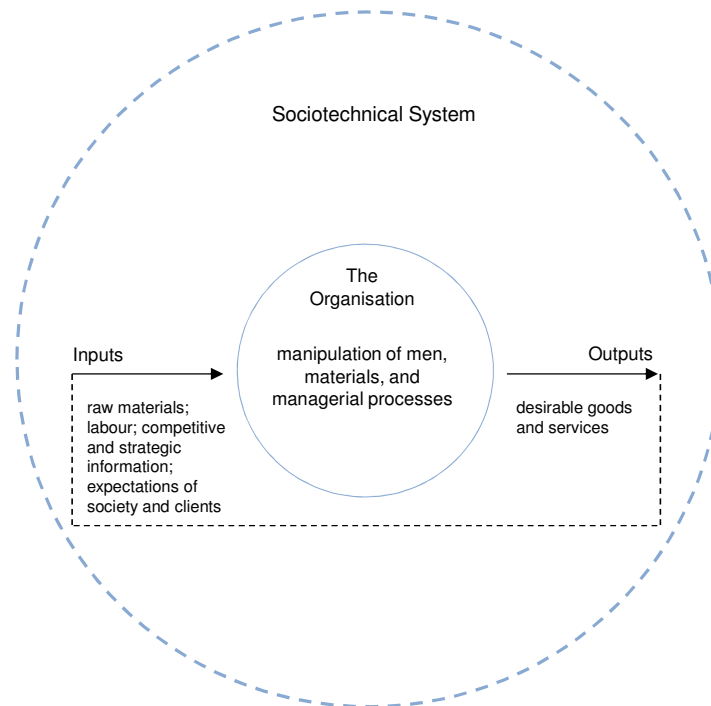 Sociotechnical System
The
Organisation
manipulation of men,
materials, and
managerial processes
Inputs
raw materials;
labour; competitive
and strategic
information;
expectations of
society and clients
Outputs
desirable goods
and services